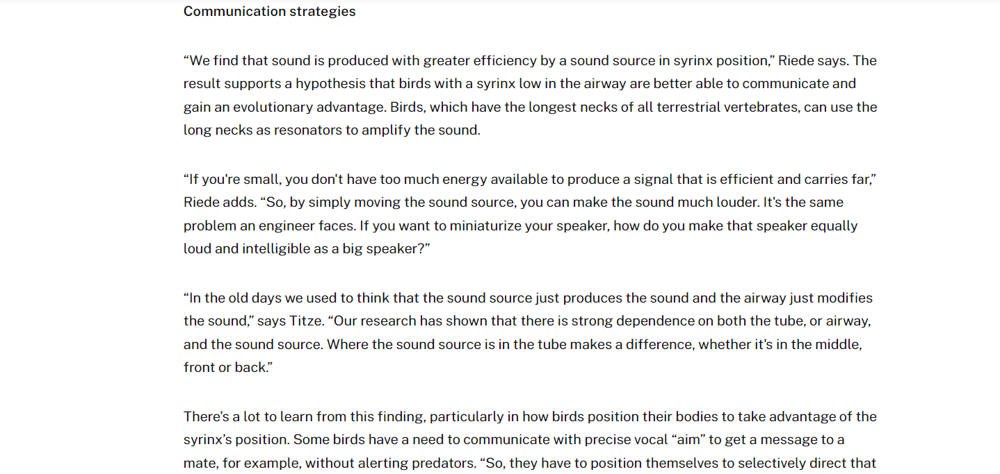 Communication strategies
“We find that sound is produced with greater efficiency by a sound source in syrinx position,” Riede says. The
result supports a hypothesis that birds with a syrinx low in the airway are better able to communicate and
gain an evolutionary advantage. Birds, which have the longest necks of all terrestrial vertebrates, can use the
long necks as resonators to amplify the sound.
“If you're small, you don't have too much energy available to produce a signal that is efficient and carries far,”
Riede adds. “So, by simply moving the sound source, you can make the sound much louder. It's the same
problem an engineer faces. If you want to miniaturize your speaker, how do you make that speaker equally
loud and intelligible as a big speaker?”
“In the old days we used to think that the sound source just produces the sound and the airway just modifies
the sound,” says Titze. “Our research has shown that there is strong dependence on both the tube, or airway,
and the sound source. Where the sound source is in the tube makes a difference, whether it's in the middle,
front or back.”
There’s a lot to learn from this finding, particularly in how birds position their bodies to take advantage of the
syrinx’s position. Some birds have a need to communicate with precise vocal “aim” to get a message to a
mate, for example, without alerting predators. “So, they have to position themselves to selectively direct that